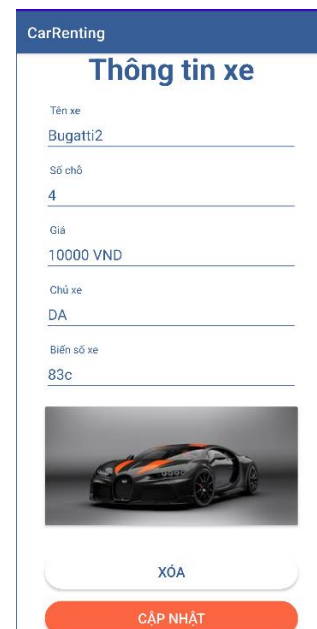 CarRenting
Thông tin xe
Tên xe
Bugatti2
Số chỗ
4
Giá
10000 VND
Chủ xe
DA
Biển số xe
83c
XÓA
CẬP NHẬT